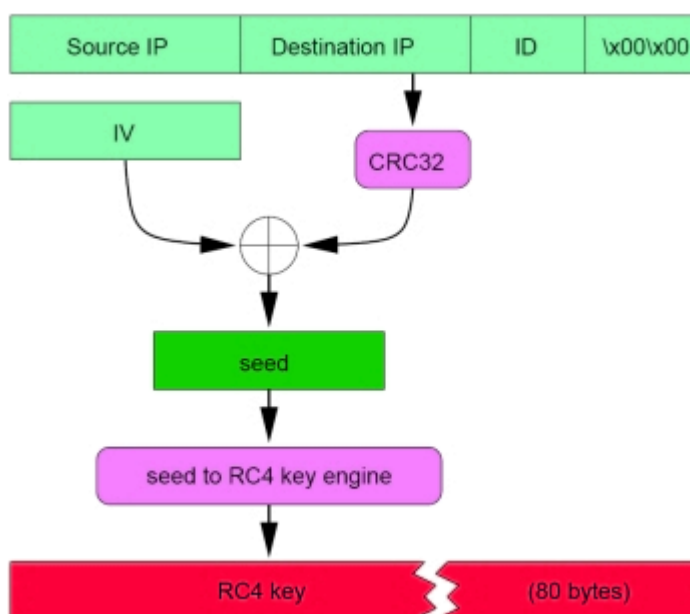 Source IP Destination IP ID \x00\x00
IV
CRC32
seed
seed to RC4 key engine
RC4 key (80 bytes)